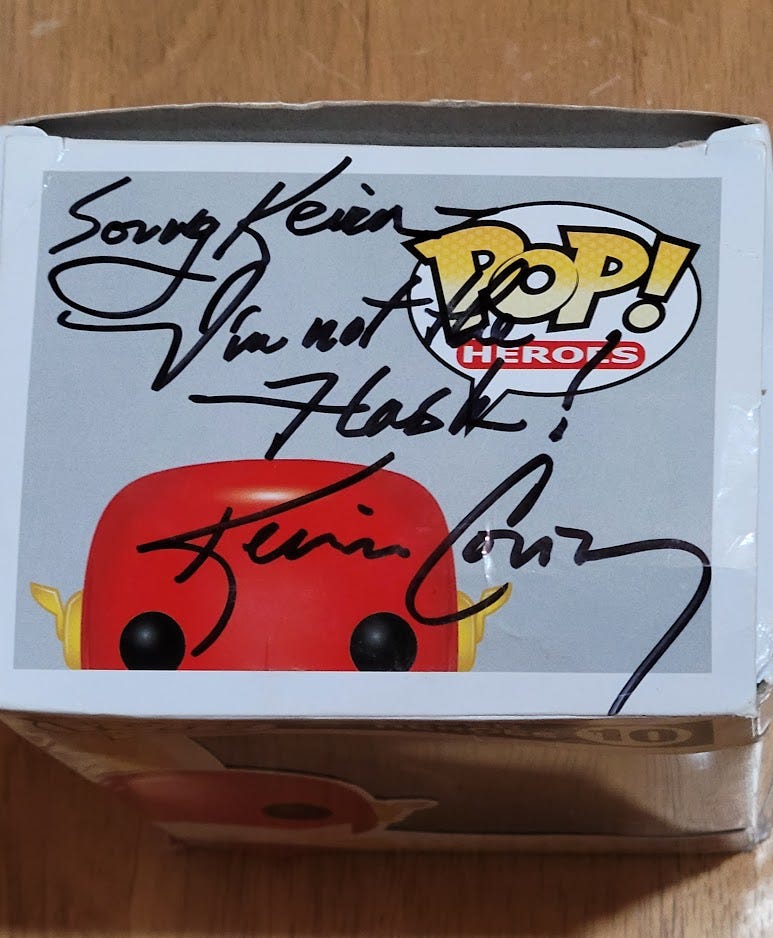 Sorry Kevin –
I'm not the
Flash!
Kevin Conroy
POP!
HEROES
10